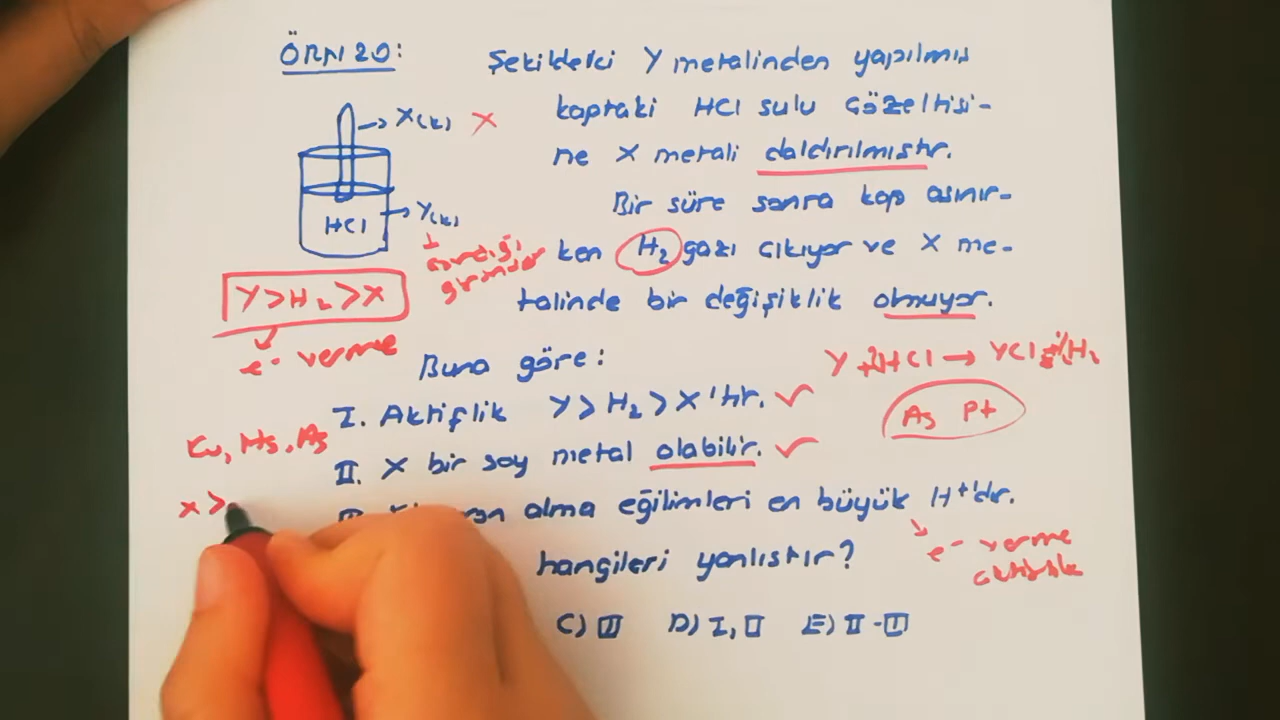 ÖRN 20:
Şekildeki Y metalinden yapılmış
kaptaki HCl sulu çözeltisi-
ne X metali daldırılmıştır.
Bir süre sonra kap aşınır-
ken H₂ gazı çıkıyor ve X me-
talinde bir değişiklik olmuyor.
X(k) X
HCl
Y(k)
Y>H₂>X
e⁻ verme
Buna göre:
Y + 2HCl → YCl
I. Aktiflik Y>H₂>X'tir. ✓
Ag Pt
Cu, Hg, Ag
II. X bir soy metal olabilir. ✓
X >
alma eğilimleri en büyük H⁺'dır.
e⁻ verme
aktiflik
hangileri yanlıştır?
C) III D) I, II E) II-III